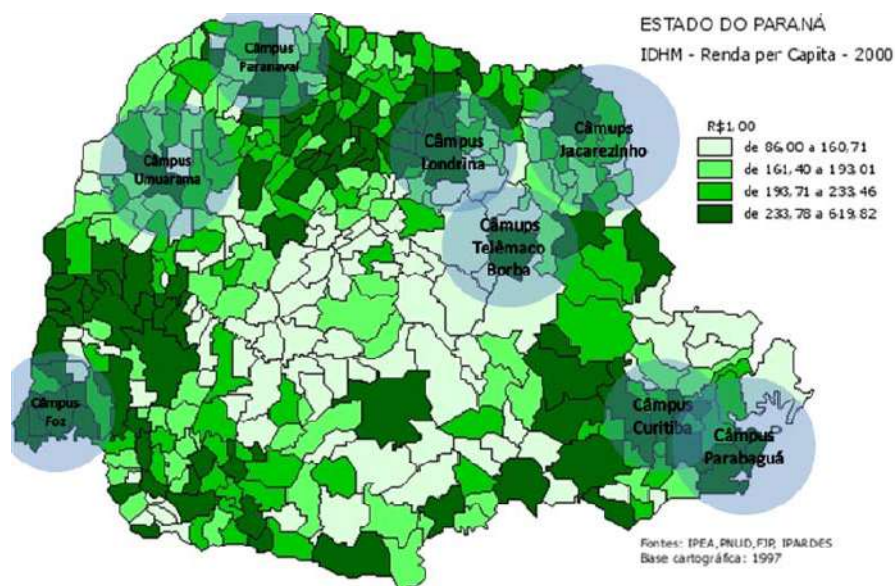 ESTADO DO PARANÁ
IDHM - Renda per Capita - 2000
R$1,00
de 86,00 a 160,71
de 161,40 a 193,01
de 193,71 a 233,46
de 233,78 a 619,82
Câmpus
Paranavaí
Câmpus
Umuarama
Câmpus
Londrina
Câmups
Jacarezinho
Câmups
Telêmaco
Borba
Câmpus
Foz
Câmpus
Curitiba
Câmpus
Parabaguá
Fontes: IPEA,PNUD,FJP, IPARDES
Base cartográfica: 1997